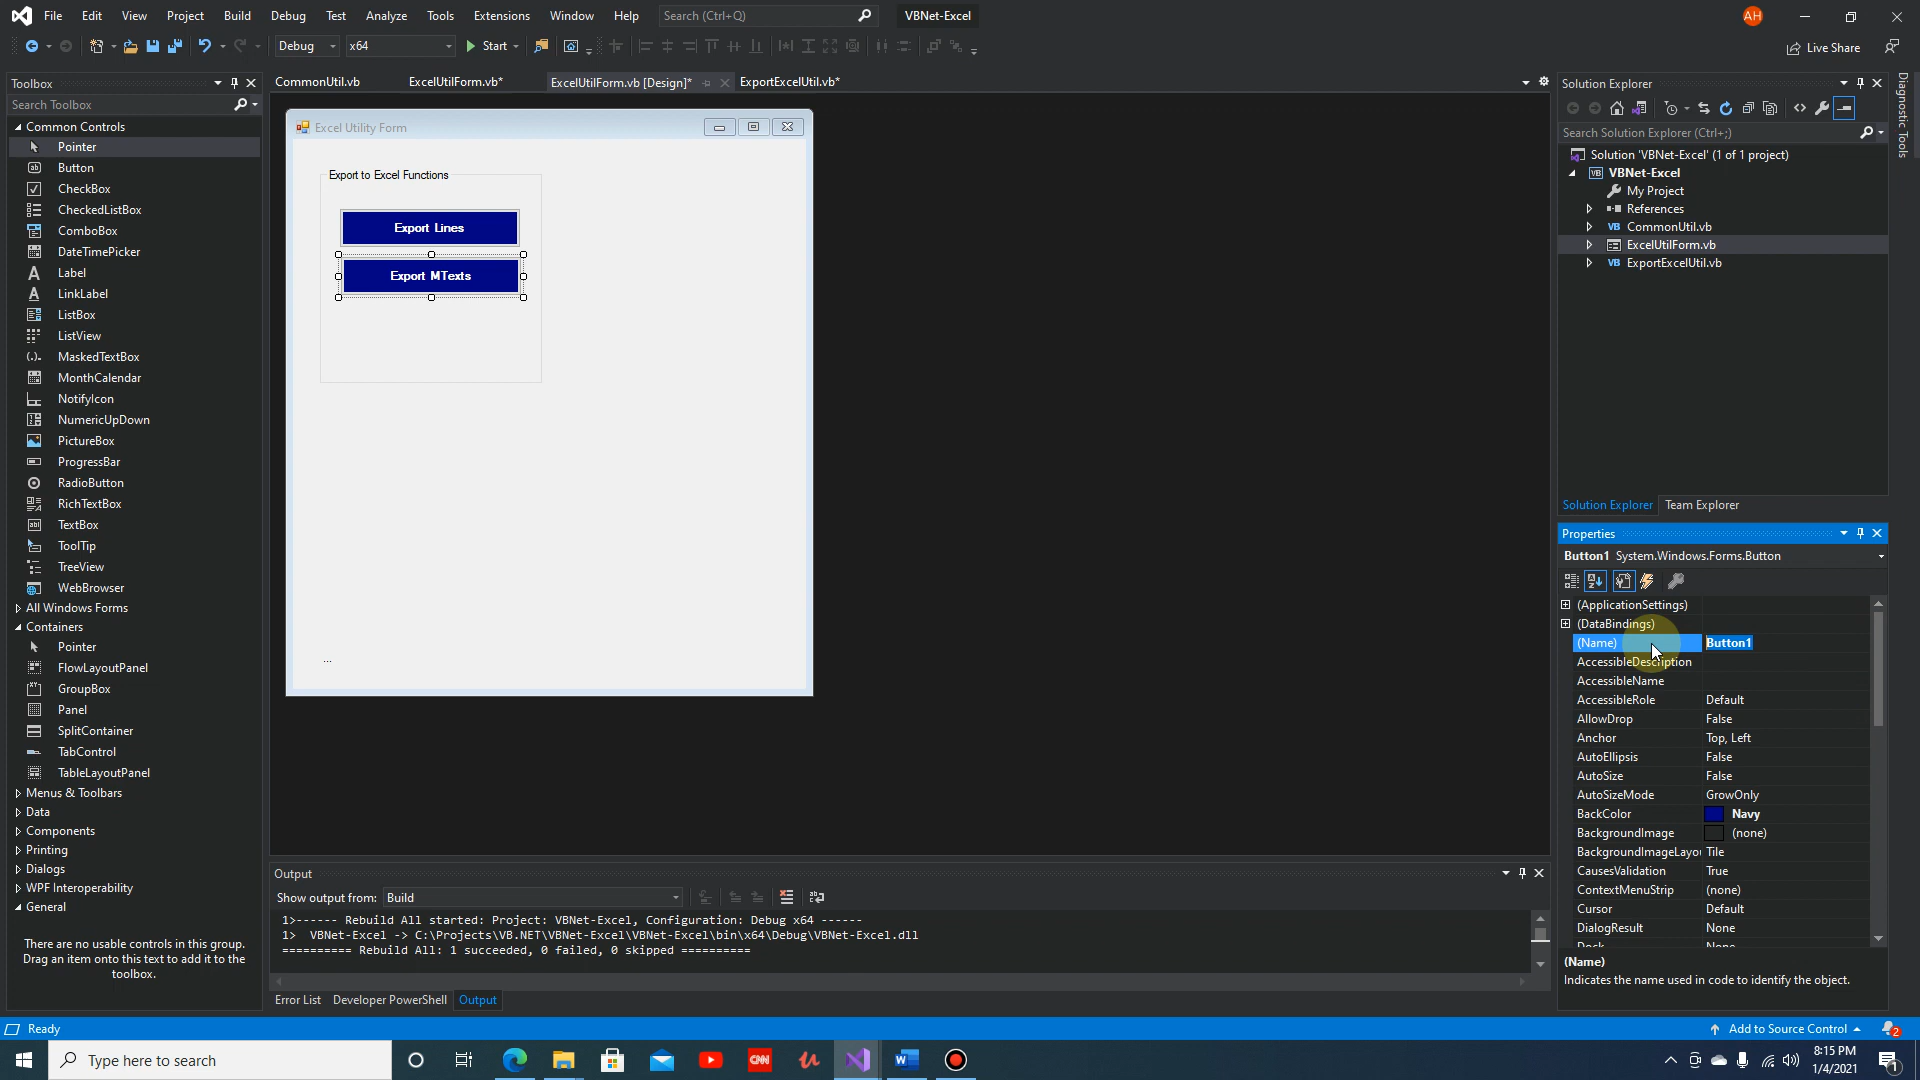 File Edit View Project Build Debug Test Analyze Tools Extensions Window Help Search (Ctrl+Q) VBNet-Excel AH
Debug x64 Start Live Share
Toolbox
Search Toolbox
Common Controls
Pointer
Button
CheckBox
CheckedListBox
ComboBox
DateTimePicker
Label
LinkLabel
ListBox
ListView
MaskedTextBox
MonthCalendar
NotifyIcon
NumericUpDown
PictureBox
ProgressBar
RadioButton
RichTextBox
TextBox
ToolTip
TreeView
WebBrowser
All Windows Forms
Containers
Pointer
FlowLayoutPanel
GroupBox
Panel
SplitContainer
TabControl
TableLayoutPanel
Menus & Toolbars
Data
Components
Printing
Dialogs
WPF Interoperability
General
There are no usable controls in this group.
Drag an item onto this text to add it to the
toolbox.
CommonUtil.vb ExcelUtilForm.vb* ExcelUtilForm.vb [Design]* ExportExcelUtil.vb*
Excel Utility Form
Export to Excel Functions
Export Lines
Export MTexts
...
Output
Show output from: Build
1>------ Rebuild All started: Project: VBNet-Excel, Configuration: Debug x64 ------
1>  VBNet-Excel -> C:\Projects\VB.NET\VBNet-Excel\VBNet-Excel\bin\x64\Debug\VBNet-Excel.dll
========== Rebuild All: 1 succeeded, 0 failed, 0 skipped ==========
Error List Developer PowerShell Output
Solution Explorer
Search Solution Explorer (Ctrl+;)
Solution 'VBNet-Excel' (1 of 1 project)
VB VBNet-Excel
My Project
References
VB CommonUtil.vb
ExcelUtilForm.vb
VB ExportExcelUtil.vb
Solution Explorer Team Explorer
Properties
Button1 System.Windows.Forms.Button
(ApplicationSettings)
(DataBindings)
(Name) Button1
AccessibleDescription
AccessibleName
AccessibleRole Default
AllowDrop False
Anchor Top, Left
AutoEllipsis False
AutoSize False
AutoSizeMode GrowOnly
BackColor Navy
BackgroundImage (none)
BackgroundImageLayou Tile
CausesValidation True
ContextMenuStrip (none)
Cursor Default
DialogResult None
Dock None
(Name)
Indicates the name used in code to identify the object.
Diagnostic Tools
Ready Add to Source Control 2
Type here to search CNN 8:15 PM
1/4/2021 1